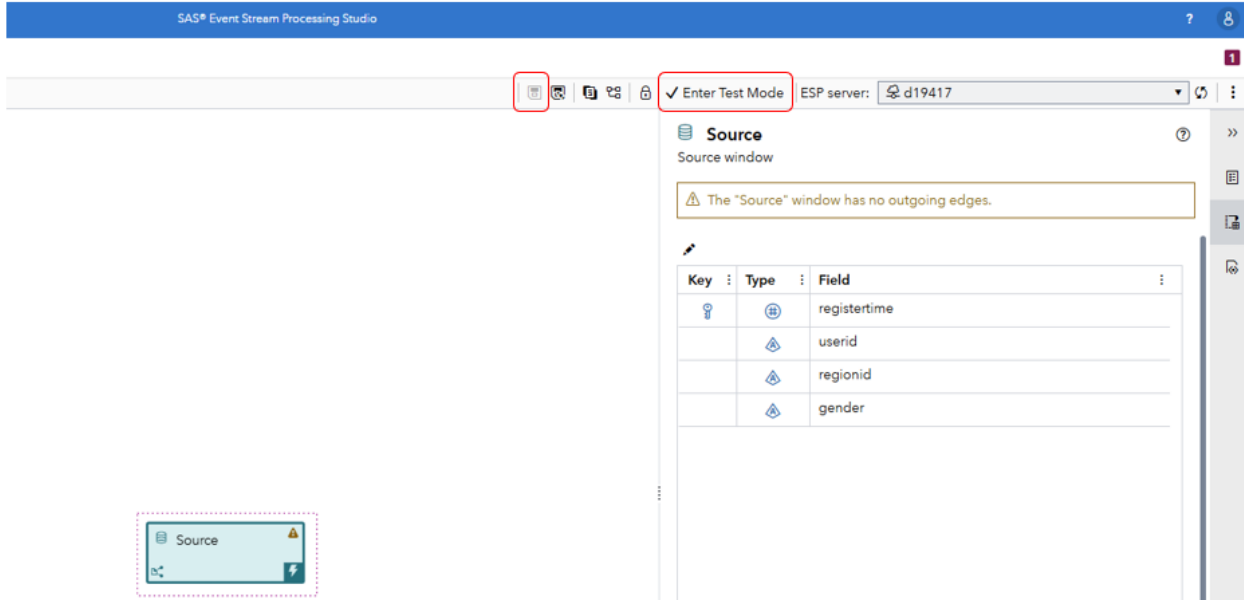 SAS® Event Stream Processing Studio
?
1
Enter Test Mode
ESP server: d19417
Source
Source window
The "Source" window has no outgoing edges.
Key Type Field
registertime
userid
regionid
gender
Source